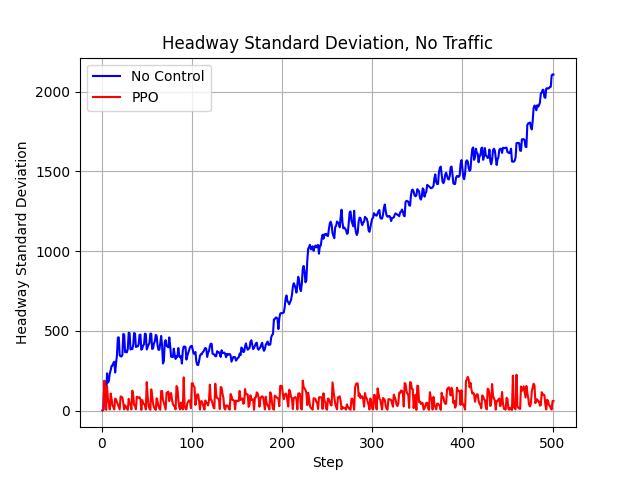 Headway Standard Deviation, No Traffic
No Control
PPO
2000
1500
1000
500
0
Headway Standard Deviation
0 100 200 300 400 500
Step